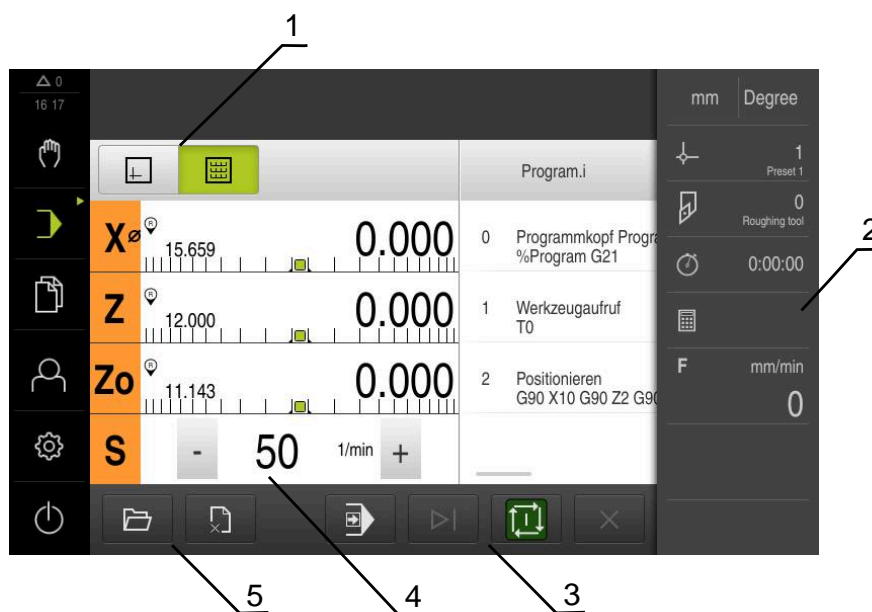 1
0
16 17
mm Degree
Program.i
1
Preset 1
X ø R 15.659 0.000
0 Programmkopf Progra
%Program G21
0
Roughing tool
2
0:00:00
Z R 12.000 0.000
1 Werkzeugaufruf
T0
Zo R 11.143 0.000
2 Positionieren
G90 X10 G90 Z2 G90
F mm/min
0
S - 50 1/min +
5 4 3